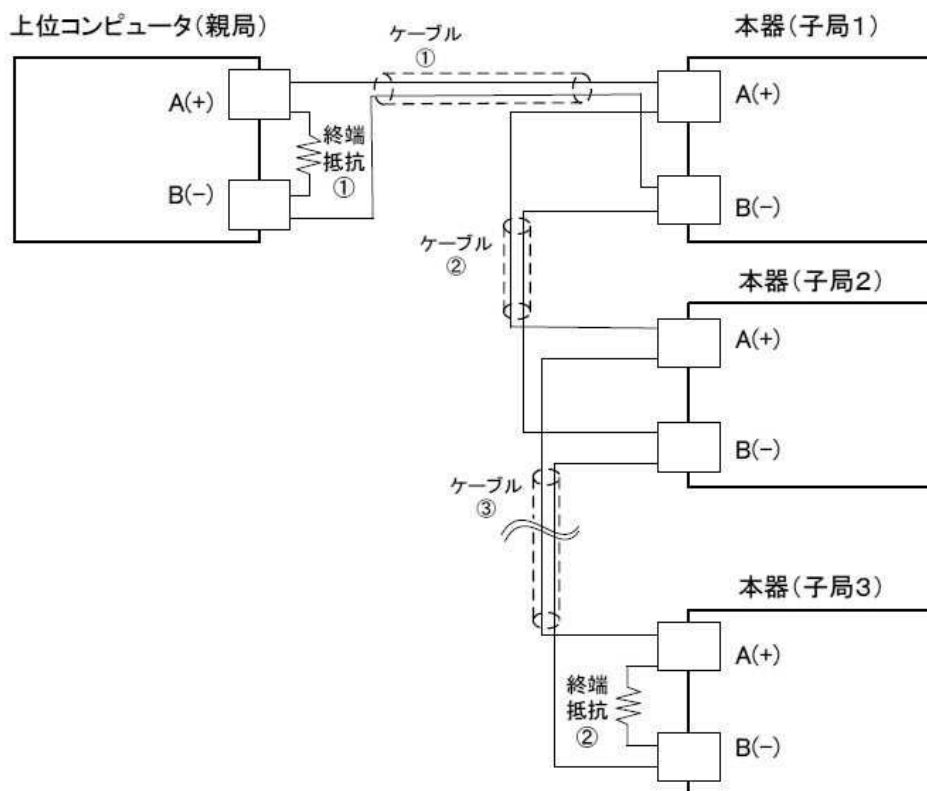 上位コンピュータ(親局)
A(+)
終端
抵抗
①
B(−)
ケーブル
①
本器(子局1)
A(+)
B(−)
ケーブル
②
本器(子局2)
A(+)
B(−)
ケーブル
③
本器(子局3)
A(+)
終端
抵抗
②
B(−)